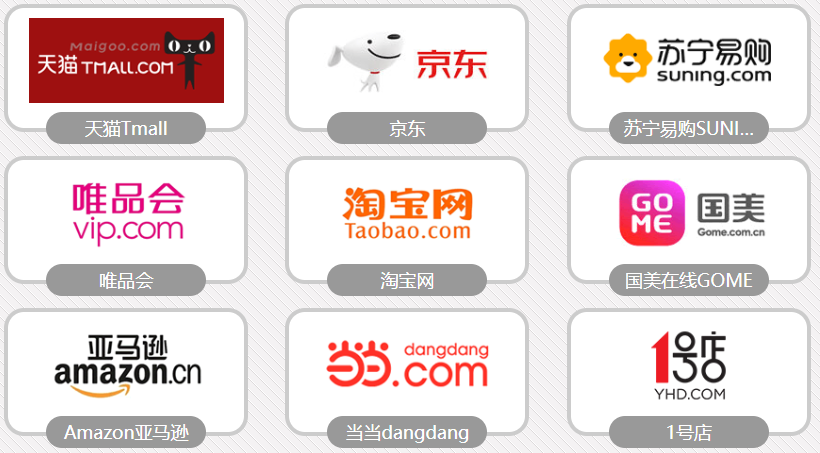 Maigoo.com
天猫 TMALL.COM
天猫Tmall
京东
京东
苏宁易购
suning.com
苏宁易购SUNI...
唯品会
vip.com
唯品会
淘宝网
Taobao.com
淘宝网
GO
ME
国美
Gome.com.cn
国美在线GOME
亚马逊
amazon.cn
Amazon亚马逊
当当
dangdang
.com
当当dangdang
1号店
YHD.COM
1号店